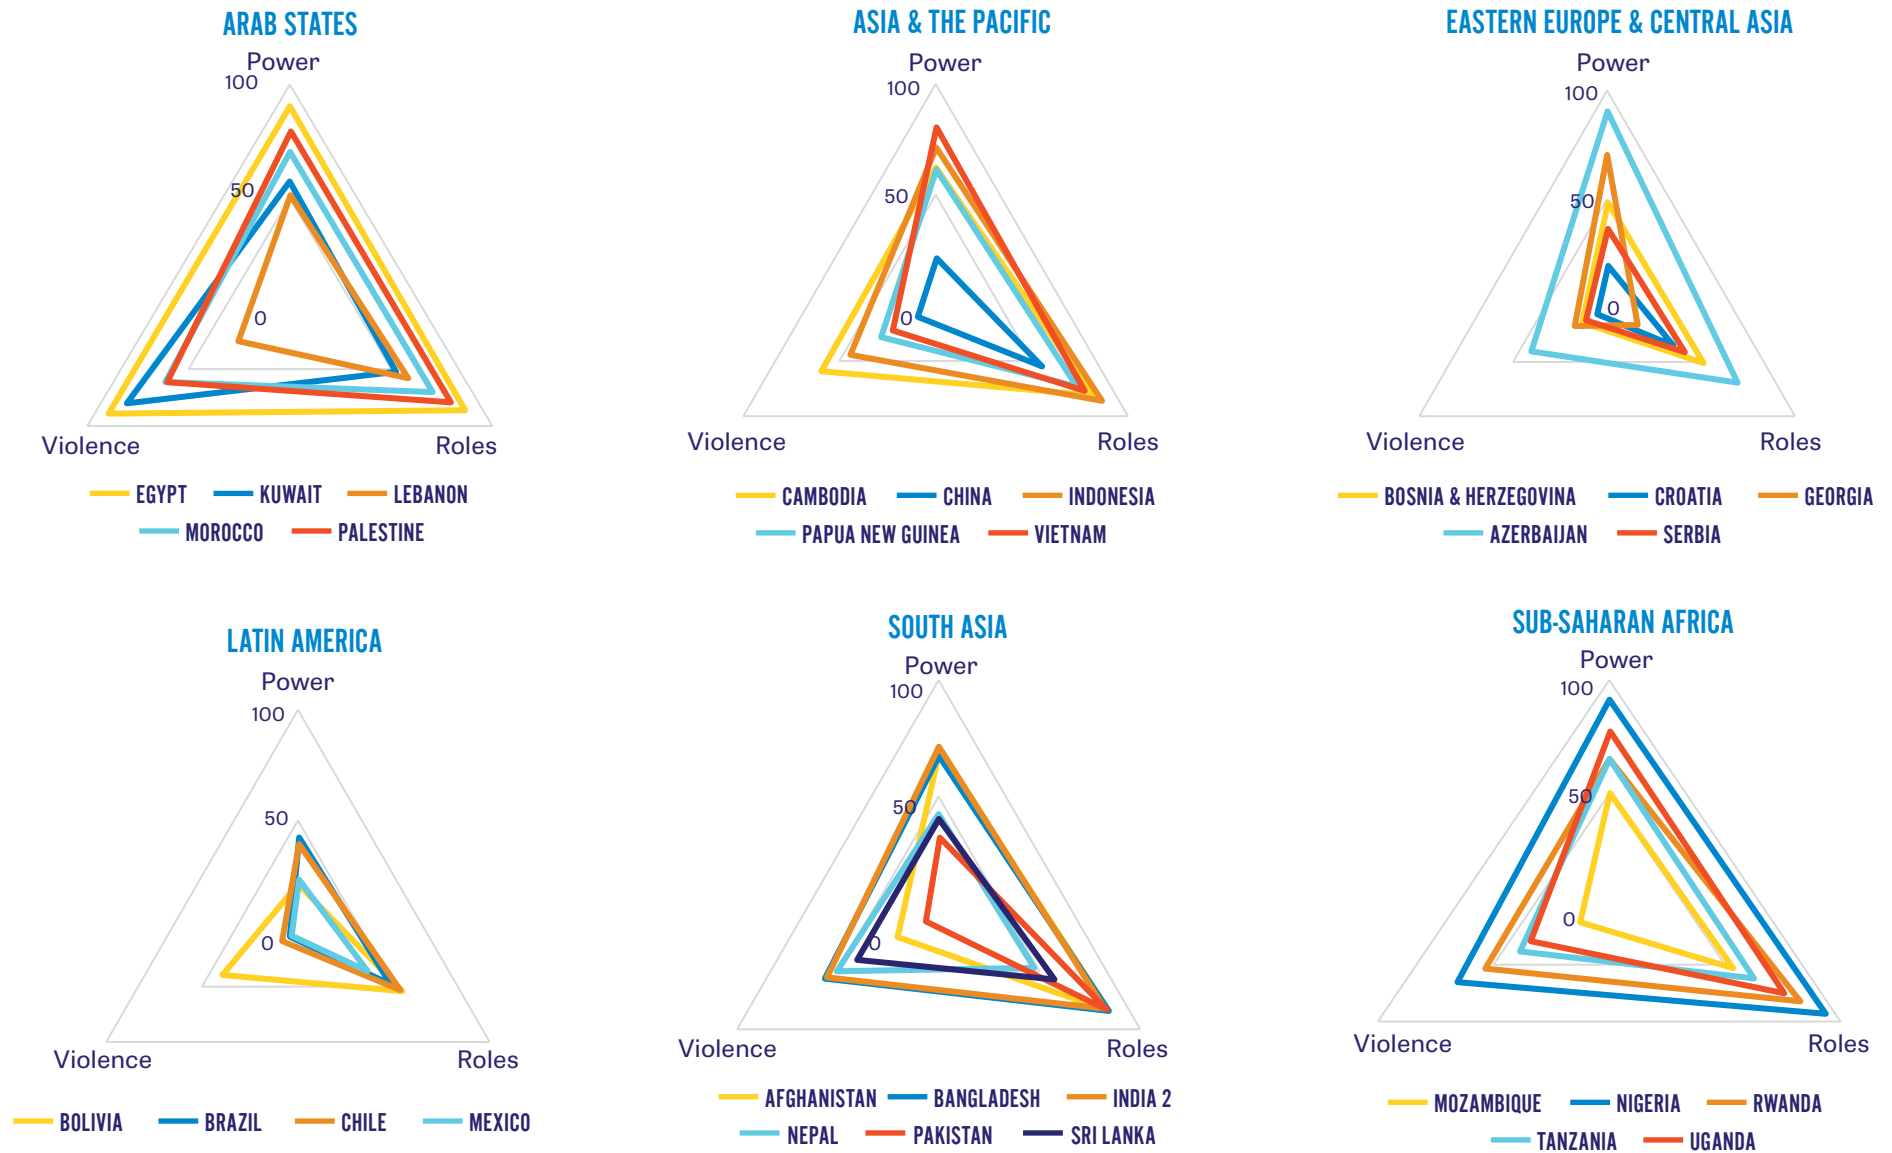 ARAB STATES
Power
100
50
0
Violence
Roles
EGYPT KUWAIT LEBANON
MOROCCO PALESTINE
ASIA & THE PACIFIC
Power
100
50
0
Violence
Roles
CAMBODIA CHINA INDONESIA
PAPUA NEW GUINEA VIETNAM
EASTERN EUROPE & CENTRAL ASIA
Power
100
50
0
Violence
Roles
BOSNIA & HERZEGOVINA CROATIA GEORGIA
AZERBAIJAN SERBIA
LATIN AMERICA
Power
100
50
0
Violence
Roles
BOLIVIA BRAZIL CHILE MEXICO
SOUTH ASIA
Power
100
50
0
Violence
Roles
AFGHANISTAN BANGLADESH INDIA 2
NEPAL PAKISTAN SRI LANKA
SUB-SAHARAN AFRICA
Power
100
50
0
Violence
Roles
MOZAMBIQUE NIGERIA RWANDA
TANZANIA UGANDA